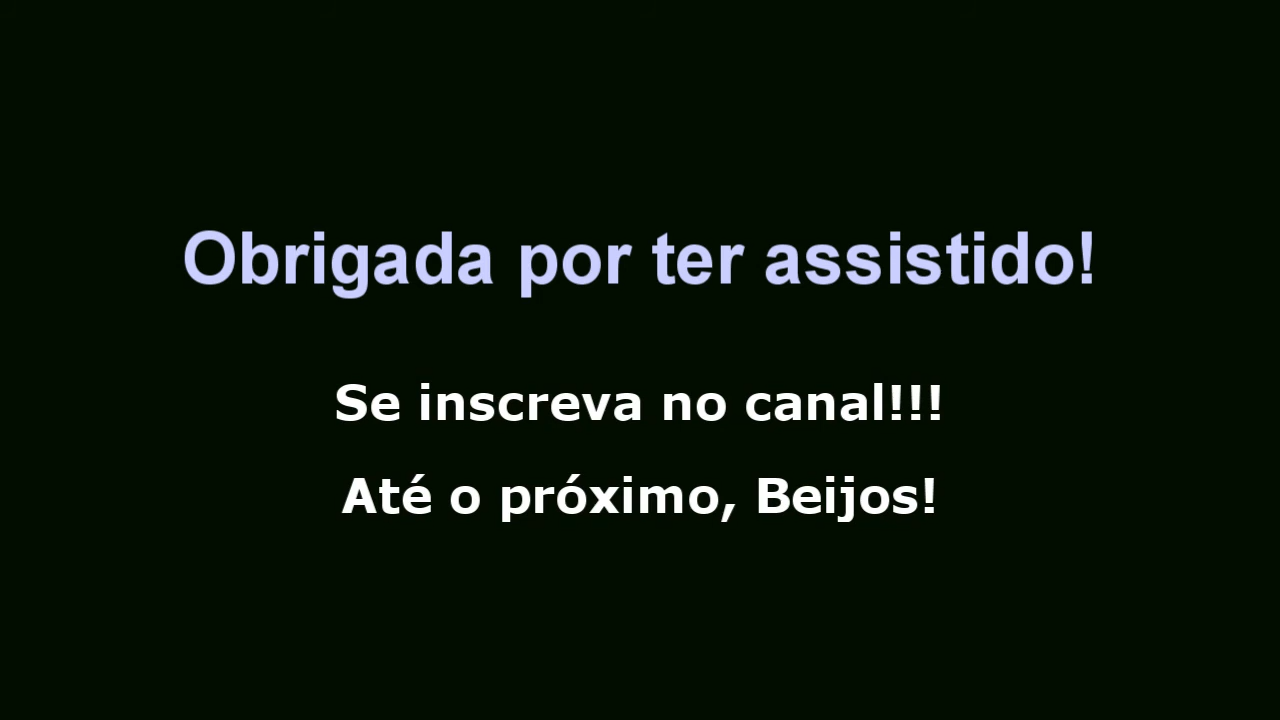 Obrigada por ter assistido!
Se inscreva no canal!!!
Até o próximo, Beijos!